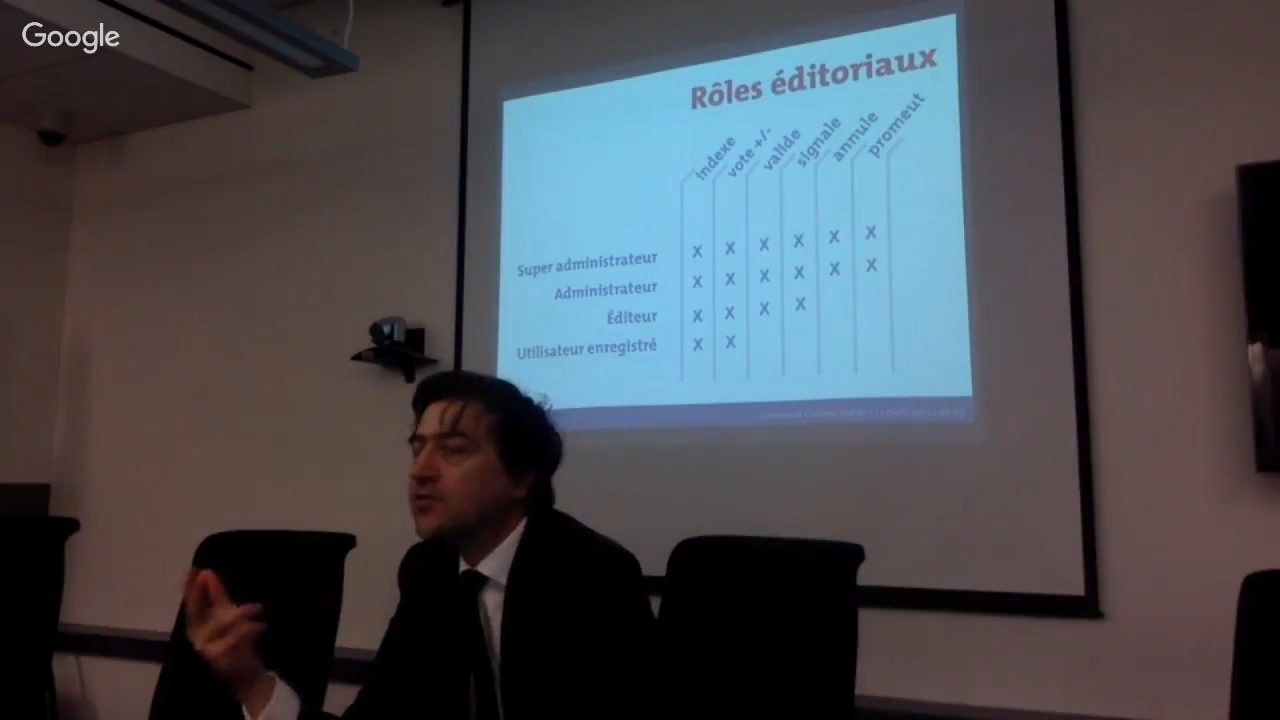 Google
Rôles éditoriaux
indexe vote +/- valide signale annule promeut
Super administrateur X X X X X X
Administrateur X X X X X X
Éditeur X X X X
Utilisateur enregistré X X